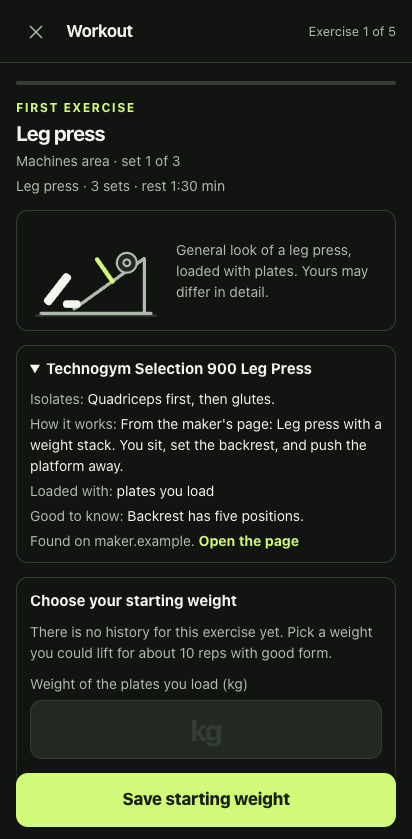 Workout
Exercise 1 of 5
FIRST EXERCISE
Leg press
Machines area · set 1 of 3
Leg press · 3 sets · rest 1:30 min
General look of a leg press,
loaded with plates. Yours may
differ in detail.
Technogym Selection 900 Leg Press
Isolates: Quadriceps first, then glutes.
How it works: From the maker's page: Leg press with a
weight stack. You sit, set the backrest, and push the
platform away.
Loaded with: plates you load
Good to know: Backrest has five positions.
Found on maker.example. Open the page
Choose your starting weight
There is no history for this exercise yet. Pick a weight
you could lift for about 10 reps with good form.
Weight of the plates you load (kg)
kg
Save starting weight